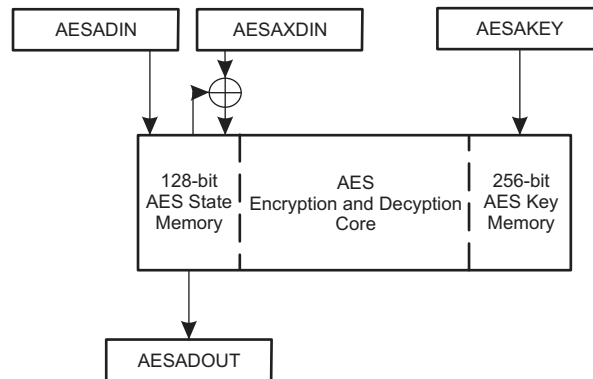 AESADIN
AESAXDIN
AESAKEY
128-bit
AES State
Memory
AES
Encryption and Decyption
Core
256-bit
AES Key
Memory
AESADOUT